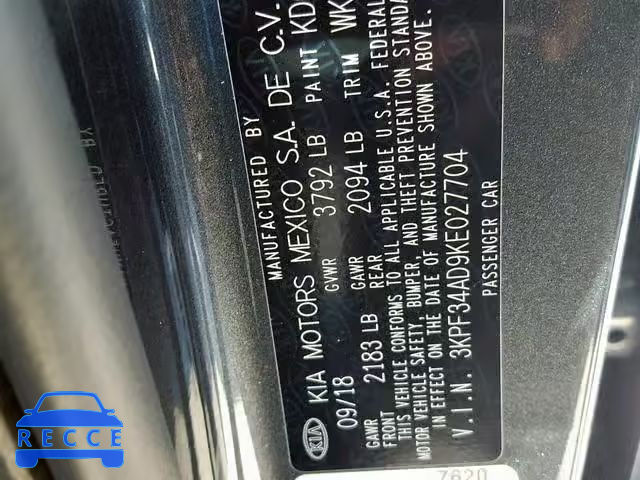 MANUFACTURED BY
KIA KIA MOTORS MEXICO S.A. DE C.V.
09/18 GVWR 3792 LB PAINT KD
GAWR FRONT 2183 LB GAWR REAR 2094 LB TRIM WK
THIS VEHICLE CONFORMS TO ALL APPLICABLE U.S.A. FEDERAL
MOTOR VEHICLE SAFETY, BUMPER, AND THEFT PREVENTION STANDA
IN EFFECT ON THE DATE OF MANUFACTURE SHOWN ABOVE.
V.I.N. 3KPF34AD9KE027704
PASSENGER CAR
7620
RECCE